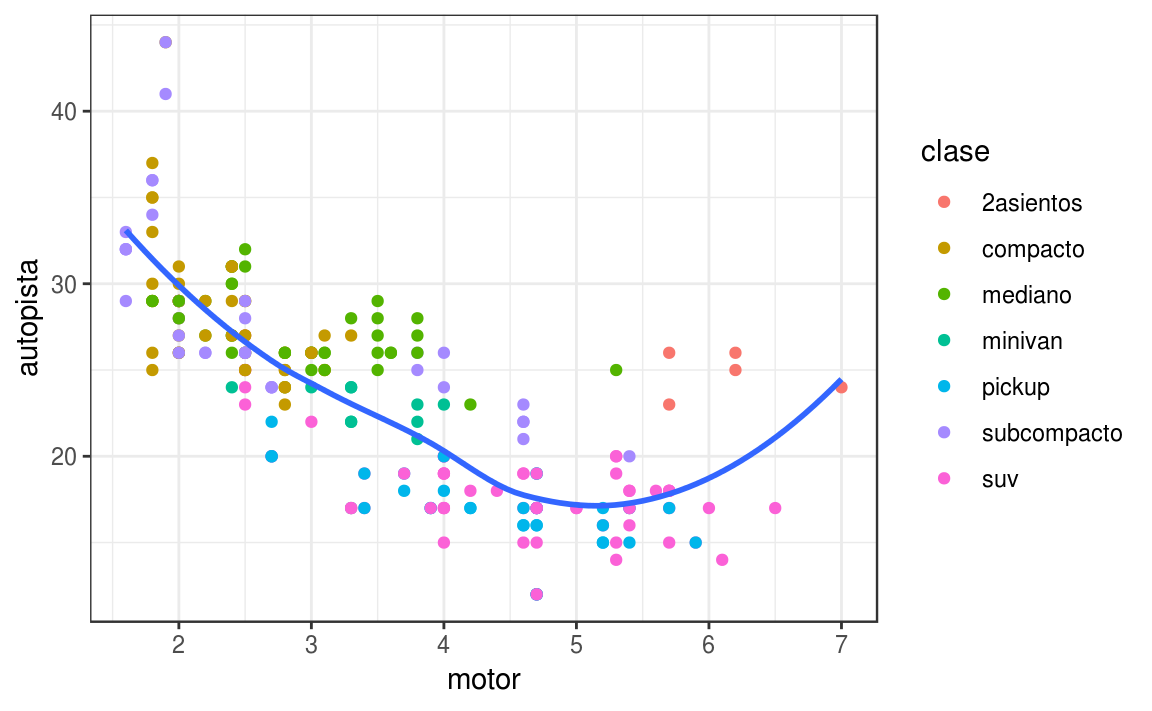 autopista
40
30
20
2 3 4 5 6 7
motor
clase
2asientos
compacto
mediano
minivan
pickup
subcompacto
suv